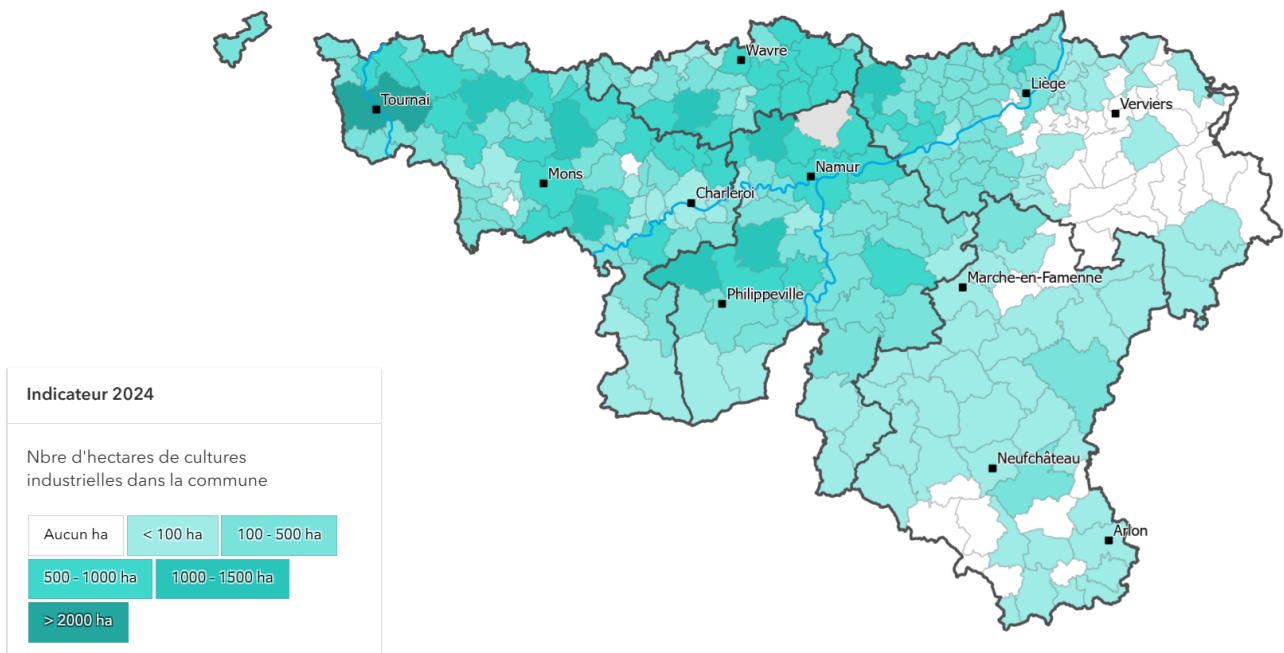 Wavre
Liège
Tournai
Verviers
Mons
Namur
Charleroi
Marche-en-Famenne
Philippeville
Indicateur 2024
Nbre d'hectares de cultures
industrielles dans la commune
Neufchâteau
Aucun ha
< 100 ha
100 - 500 ha
Arlon
500 - 1000 ha
1000 - 1500 ha
> 2000 ha